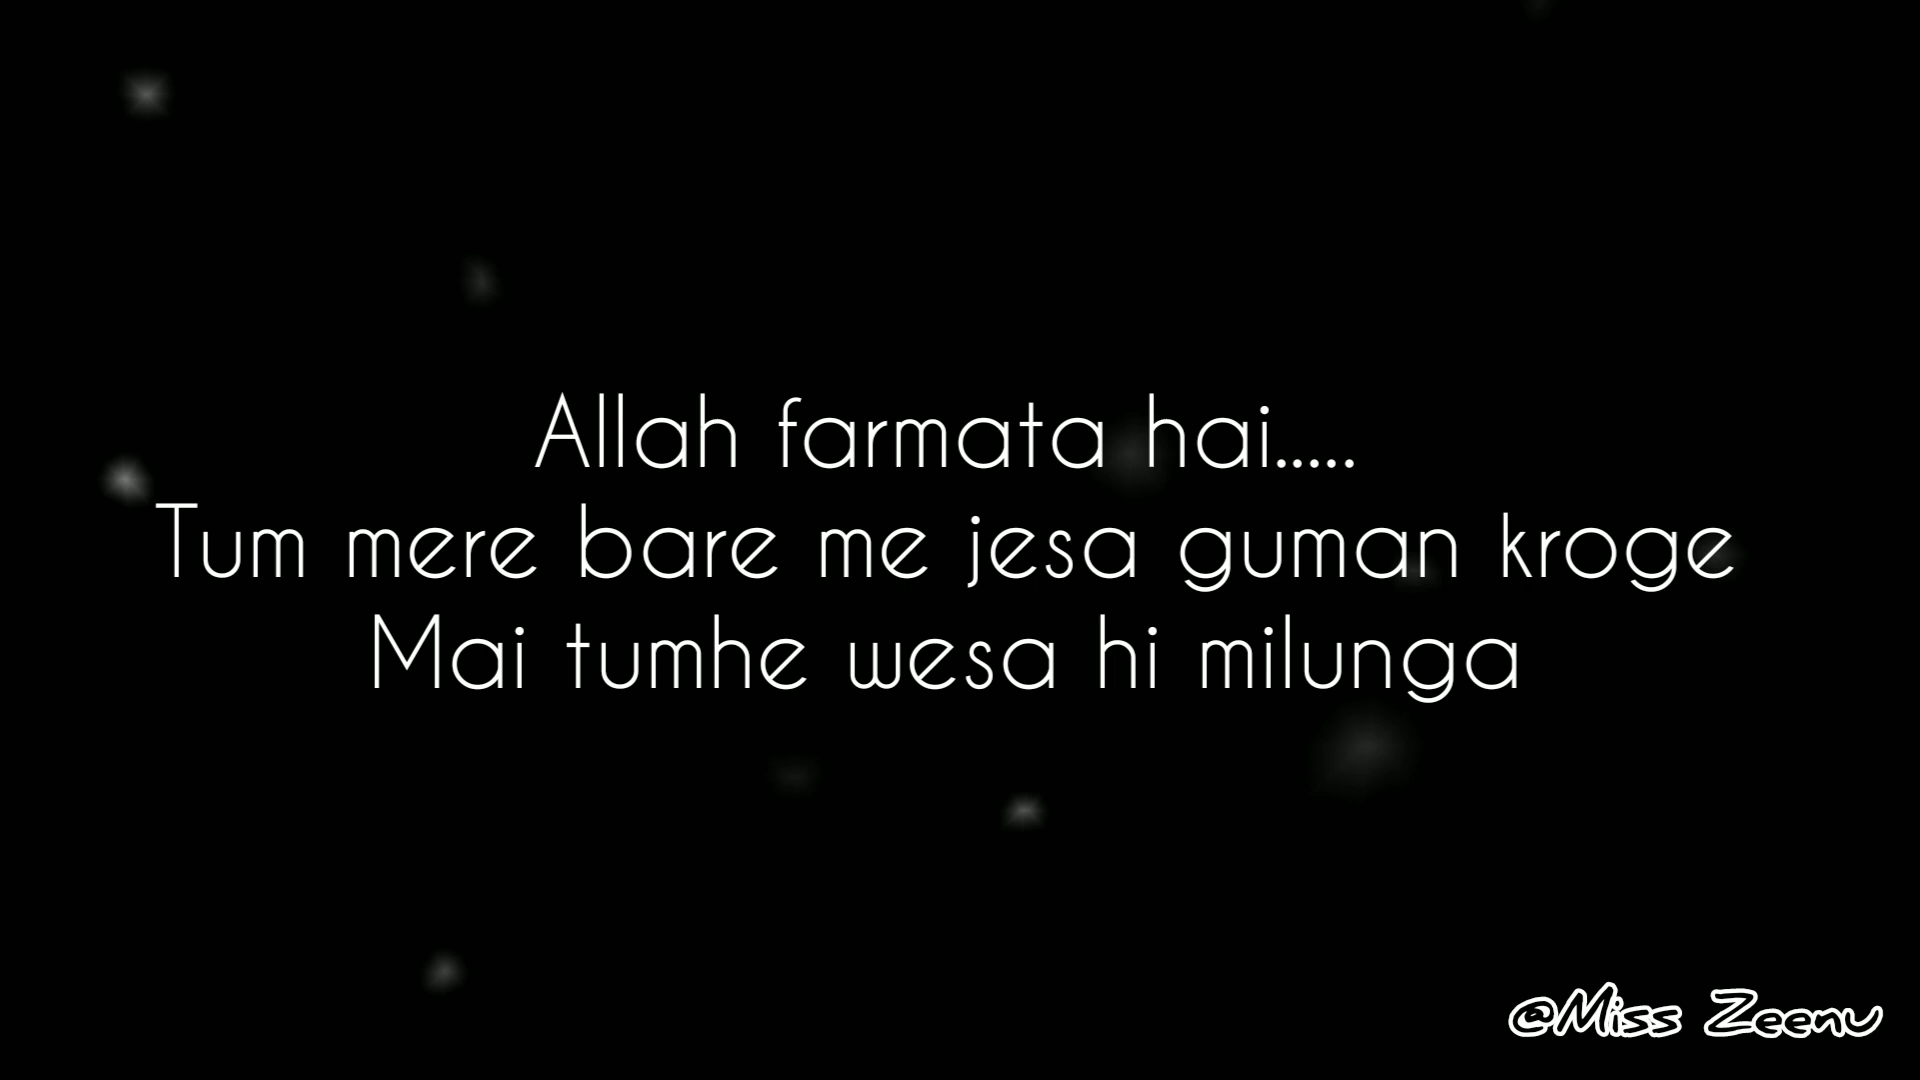 Allah farmata hai.....
Tum mere bare me jesa guman kroge
Mai tumhe wesa hi milunga
@Miss Zeenu